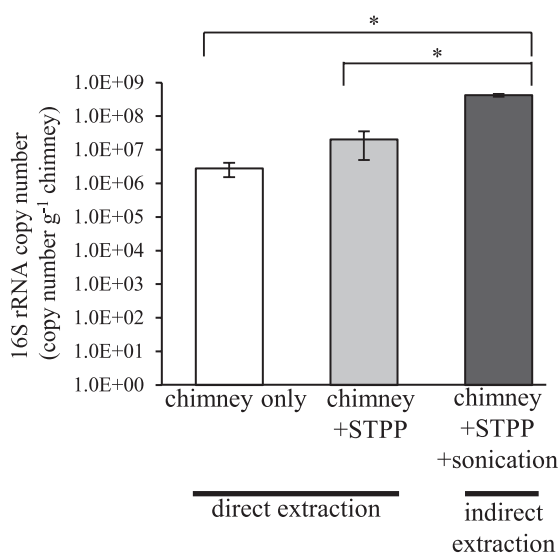 *
*
16S rRNA copy number
(copy number g-1 chimney)
1.0E+09
1.0E+08
1.0E+07
1.0E+06
1.0E+05
1.0E+04
1.0E+03
1.0E+02
1.0E+01
1.0E+00
chimney only
chimney
+STPP
chimney
+STPP
+sonication
direct extraction
indirect
extraction